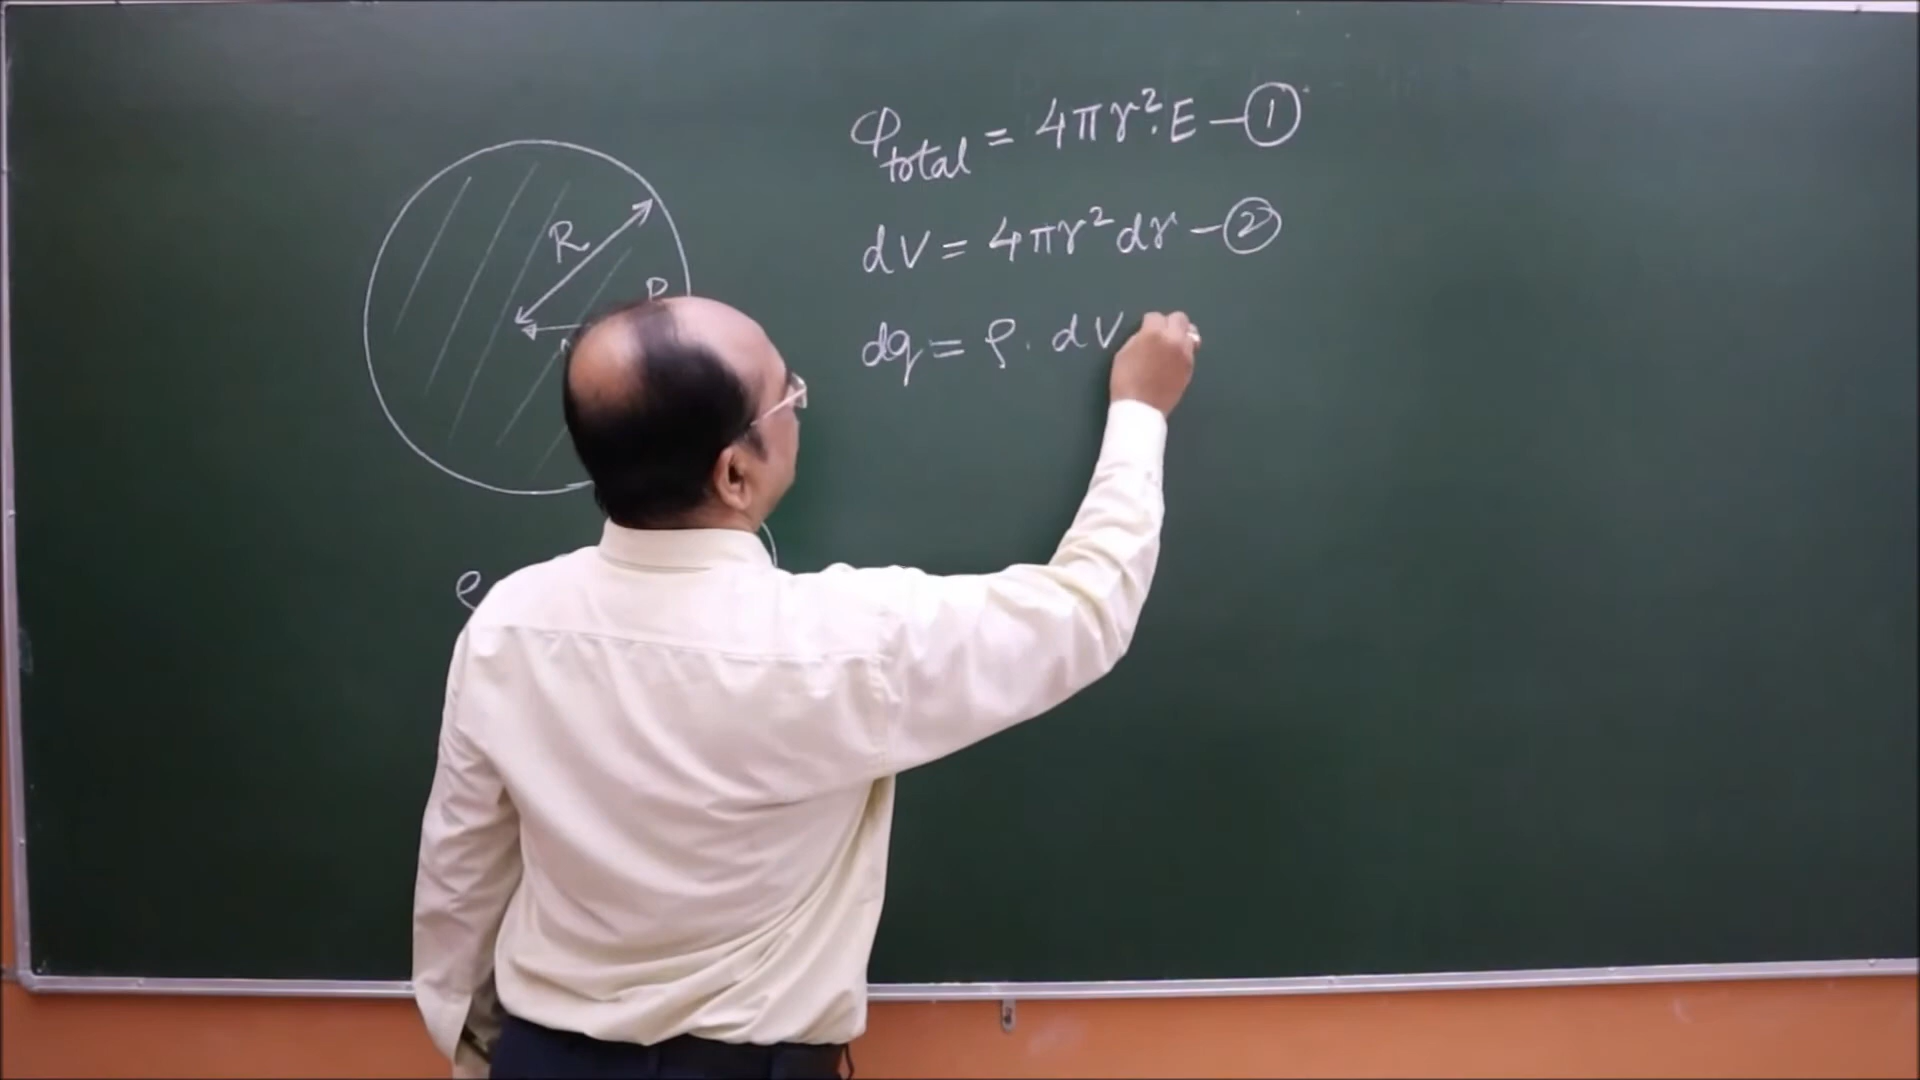 φtotal = 4πr².E — ①
dV = 4πr²dr — ②
dq = ρ. dV
R
P
ρ